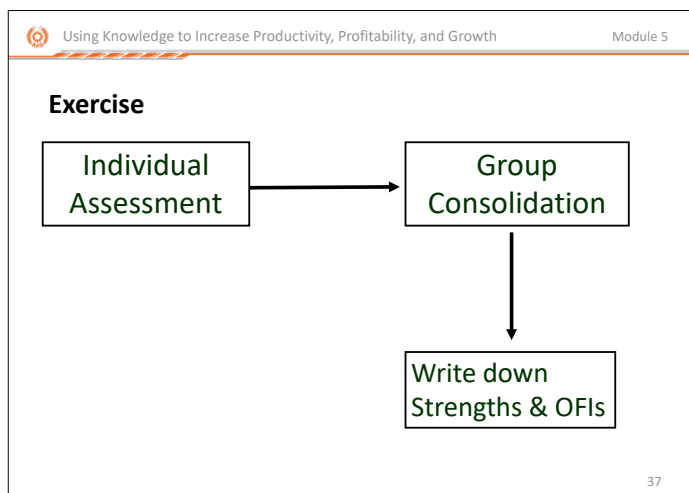 Using Knowledge to Increase Productivity, Profitability, and Growth
Module 5
Exercise
Individual
Assessment
Group
Consolidation
Write down
Strengths & OFIs
37